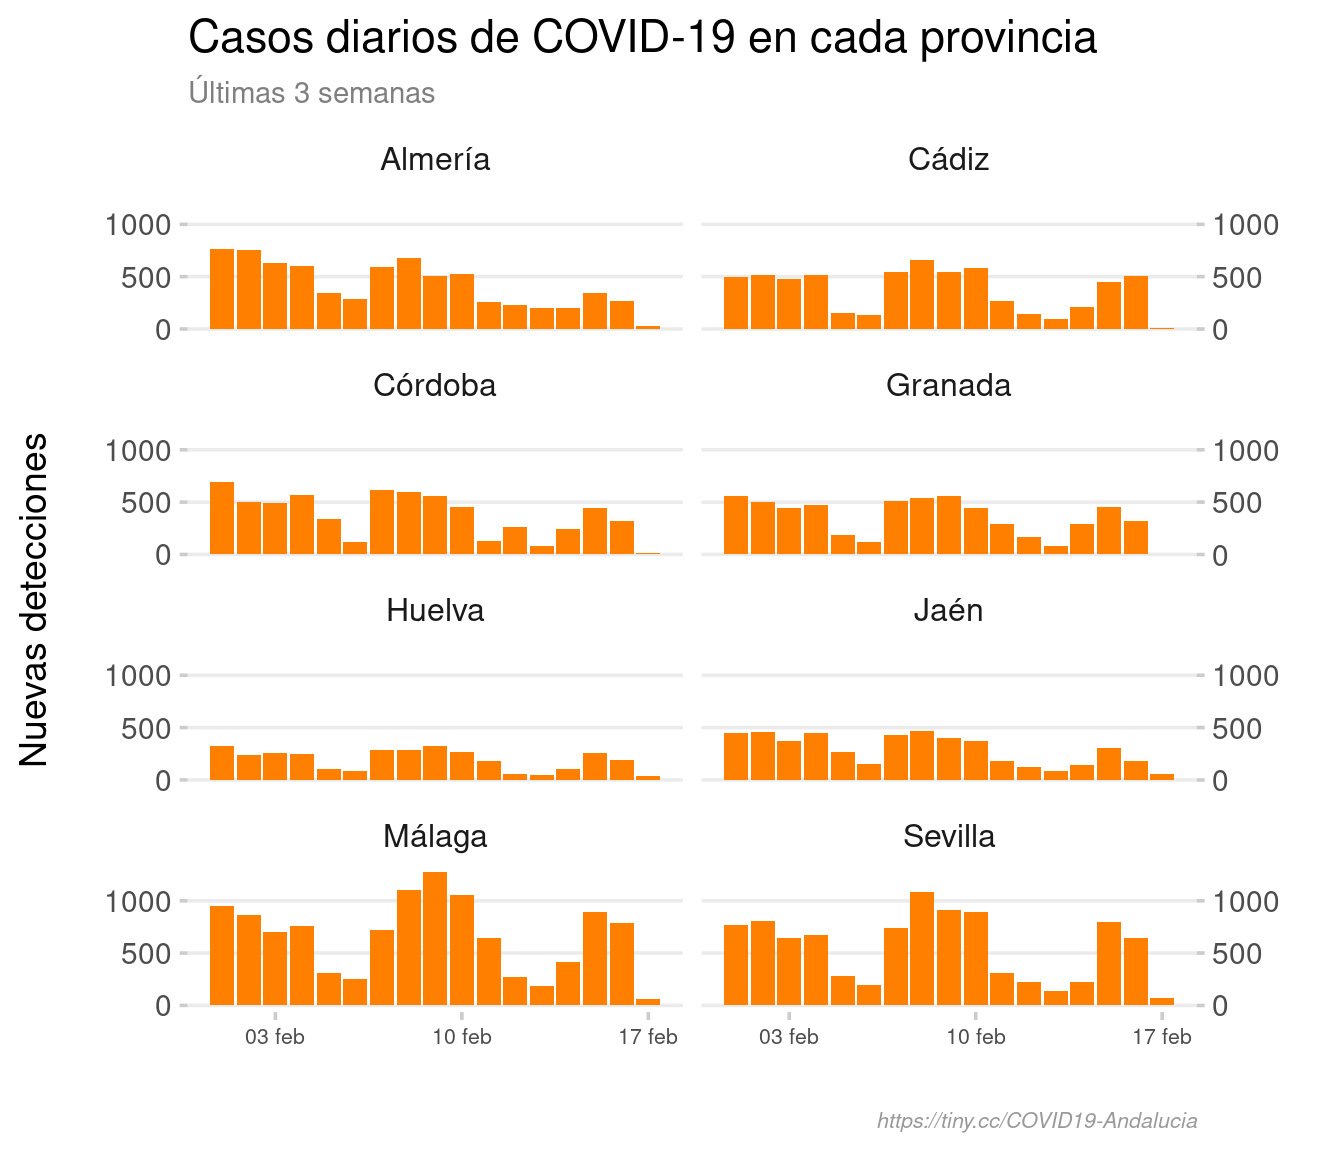 Casos diarios de COVID-19 en cada provincia
Últimas 3 semanas
Nuevas detecciones
Almería
Cádiz
1000
500
0
1000
500
0
Córdoba
Granada
1000
500
0
1000
500
0
Huelva
Jaén
1000
500
0
1000
500
0
Málaga
Sevilla
1000
500
0
1000
500
0
03 feb
10 feb
17 feb
03 feb
10 feb
17 feb
https://tiny.cc/COVID19-Andalucia